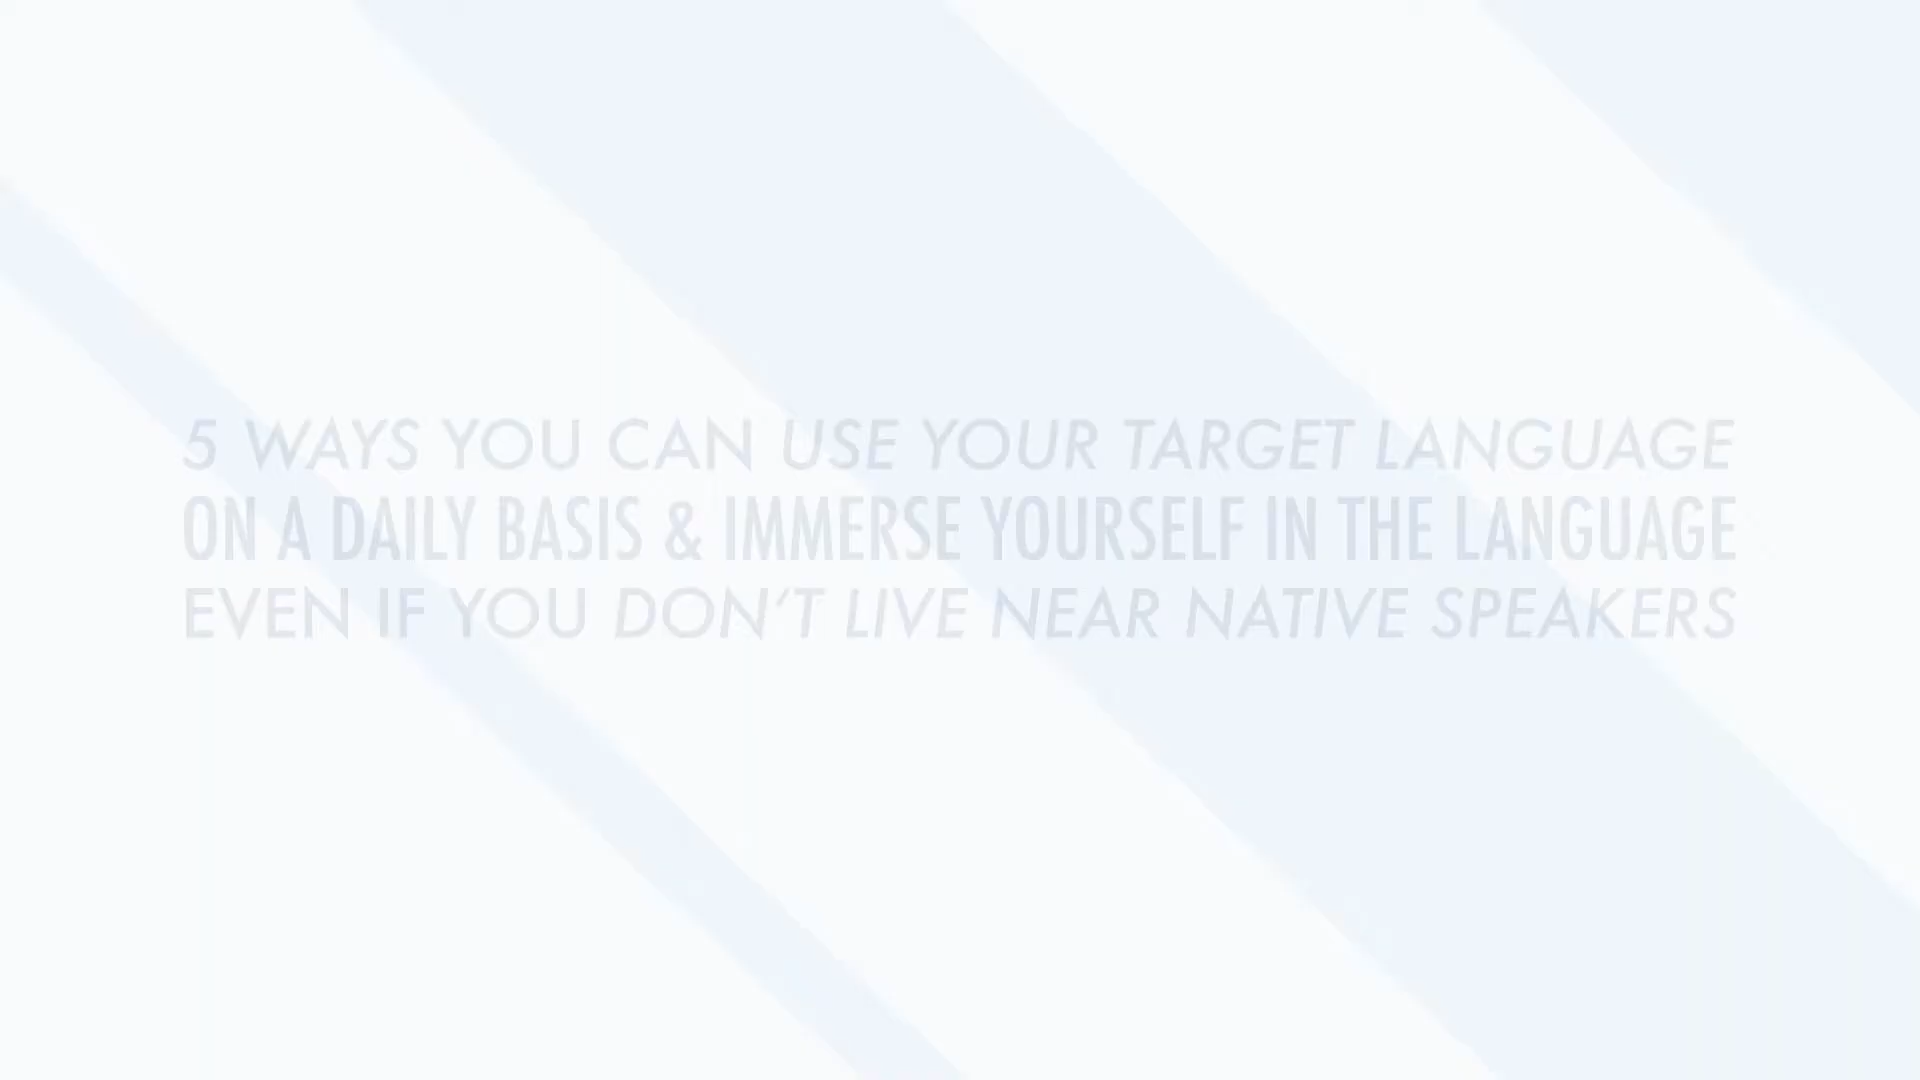 5 WAYS YOU CAN USE YOUR TARGET LANGUAGE
ON A DAILY BASIS & IMMERSE YOURSELF IN THE LANGUAGE
EVEN IF YOU DON'T LIVE NEAR NATIVE SPEAKERS